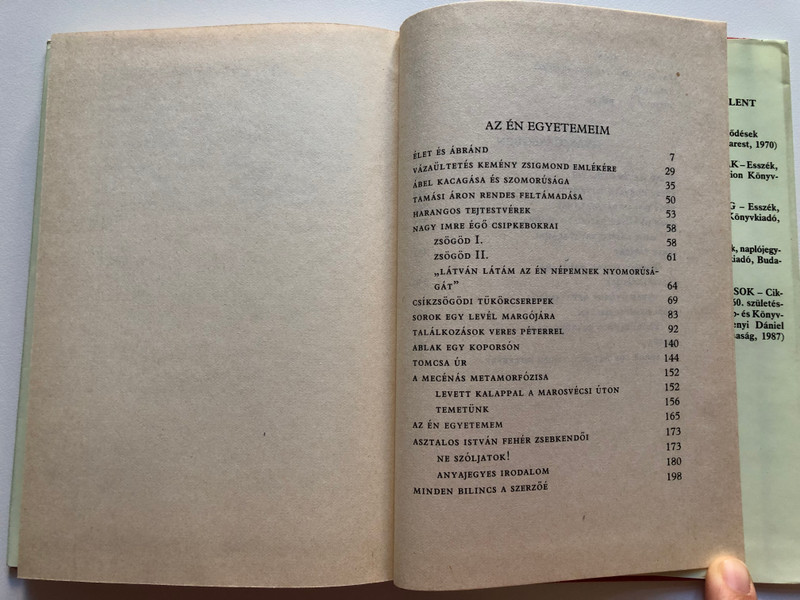 AZ ÉN EGYETEMEIM
ÉLET ÉS ÁBRÁND 7
VÁZAÜLTETÉS KEMÉNY ZSIGMOND EMLÉKÉRE 29
ÁBEL KACAGÁSA ÉS SZOMORÚSÁGA 35
TAMÁSI ÁRON RENDES FELTÁMADÁSA 50
HARANGOS TEJTESTVÉREK 53
NAGY IMRE ÉGŐ CSIPKEBOKRAI 58
ZSÖGÖD I. 58
ZSÖGÖD II. 61
„LÁTVÁN LÁTÁM AZ ÉN NÉPEMNEK NYOMORÚSÁ-
GÁT” 64
CSÍKZSÖGÖDI TÜKÖRCSEREPEK 69
SOROK EGY LEVÉL MARGÓJÁRA 83
TALÁLKOZÁSOK VERES PÉTERREL 92
ABLAK EGY KOPORSÓN 140
TOMCSA ÚR 144
A MECÉNÁS METAMORFÓZISA 152
LEVETT KALAPPAL A MAROSVÉCSI ÚTON 152
TEMETÜNK 156
AZ ÉN EGYETEMEM 165
ASZTALOS ISTVÁN FEHÉR ZSEBKENDŐI 173
NE SZÓLJATOK! 173
ANYAJEGYES IRODALOM 180
MINDEN BILINCS A SZERZŐÉ 198
LENT
ődések
arest, 1970)
AK – Esszék,
ion Könyv-
G – Esszék,
Könyvkiadó,
k, naplójegy-
kiadó, Buda-
SOK – Cik-
60. születés-
ó- és Könyv-
enyi Dániel
aság, 1987)